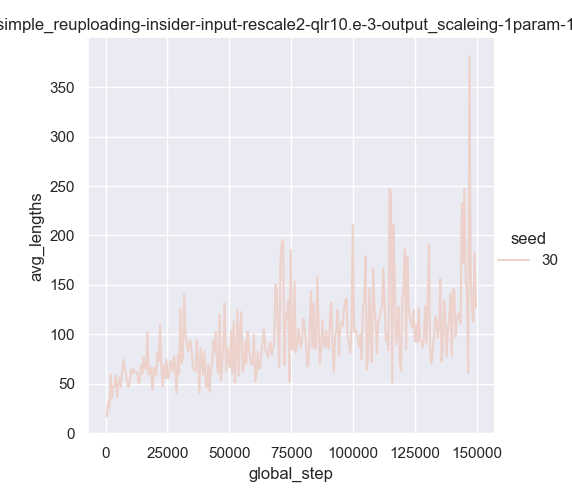 simple_reuploading-insider-input-rescale2-qlr10.e-3-output_scaleing-1param-1
avg_lengths
350
300
250
200
150
100
50
0
0 25000 50000 75000 100000 125000 150000
global_step
seed
30